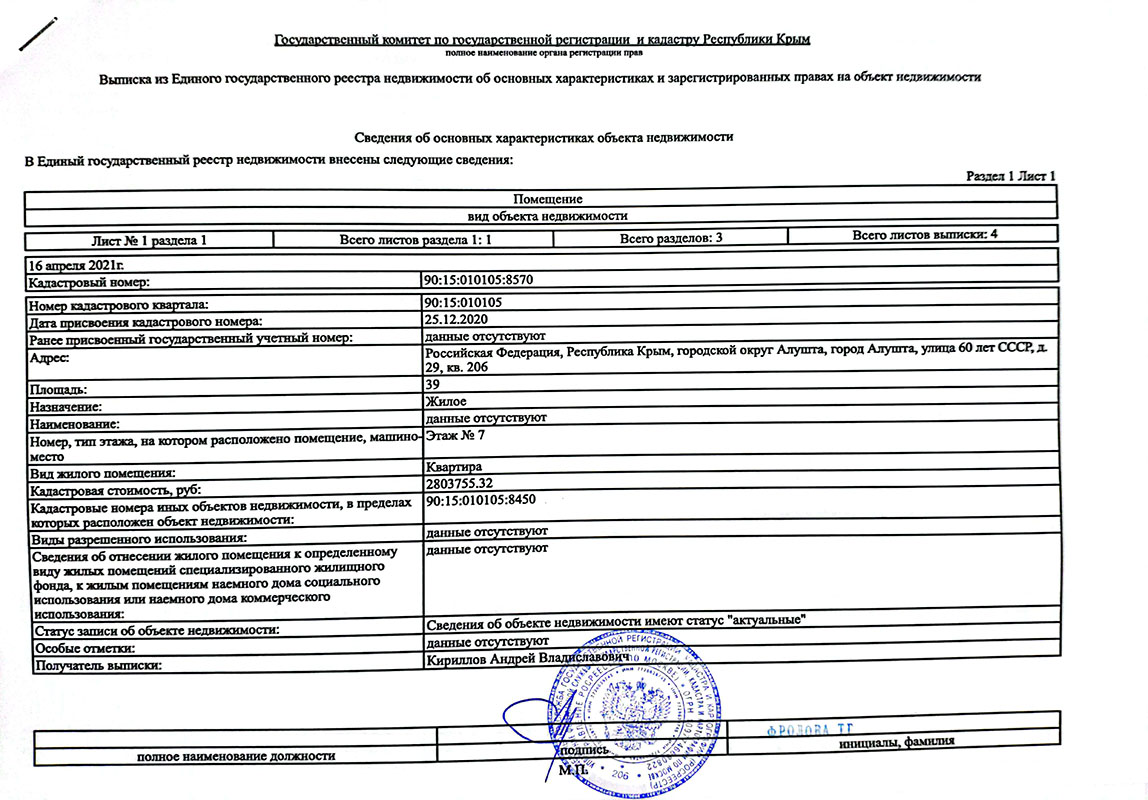 Государственный комитет по государственной регистрации и кадастру Республики Крым
полное наименование органа регистрации прав
Выписка из Единого государственного реестра недвижимости об основных характеристиках и зарегистрированных правах на объект недвижимости
Сведения об основных характеристиках объекта недвижимости
В Единый государственный реестр недвижимости внесены следующие сведения:
Раздел 1 Лист 1
Помещение
вид объекта недвижимости
Лист № 1 раздела 1 Всего листов раздела 1: 1 Всего разделов: 3 Всего листов выписки: 4
16 апреля 2021г.
Кадастровый номер: 90:15:010105:8570
Номер кадастрового квартала: 90:15:010105
Дата присвоения кадастрового номера: 25.12.2020
Ранее присвоенный государственный учетный номер: данные отсутствуют
Адрес: Российская Федерация, Республика Крым, городской округ Алушта, город Алушта, улица 60 лет СССР, д.
29, кв. 206
Площадь: 39
Назначение: Жилое
Наименование: данные отсутствуют
Номер, тип этажа, на котором расположено помещение, машино- Этаж № 7
место
Вид жилого помещения: Квартира
Кадастровая стоимость, руб: 2803755.32
Кадастровые номера иных объектов недвижимости, в пределах 90:15:010105:8450
которых расположен объект недвижимости:
Виды разрешенного использования: данные отсутствуют
Сведения об отнесении жилого помещения к определенному данные отсутствуют
виду жилых помещений специализированного жилищного
фонда, к жилым помещениям наемного дома социального
использования или наемного дома коммерческого
использования:
Статус записи об объекте недвижимости: Сведения об объекте недвижимости имеют статус "актуальные"
Особые отметки: данные отсутствуют
Получатель выписки: Кириллов Андрей Владиславович
ФРОЛОВА ТГ
полное наименование должности подпись инициалы, фамилия
М.П.
206